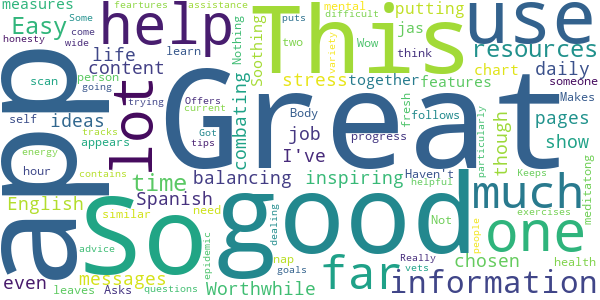 measures
Some
feartures
assistance
mental
difficult
putting
Easy
help
This
use
honesty
wide
come
life
learn
puts
Nothing
Soothing
two
Wow
variety
jas
think
resources
content
lot
app
Great
scan
person
going
stress
together
chart
features
daily
somedne
Makes
self
ideas
trying
Offers
current
combating
Body
fresh
follows
pages
tracks
Got
tips
job
progress
though
show
appears
energy
I've
particularly
hour
contains
time
balancing
inspiring
Haven't
helpful
Keeps
much
exercises
meditatong
English
Spanish
So
good
one
similar
need
dealing
Not
people
chosen
health
advice
epidemic
nap
goals
far
Really
vets
even
messages
leaves
Asks
questions
Worthwhile
information